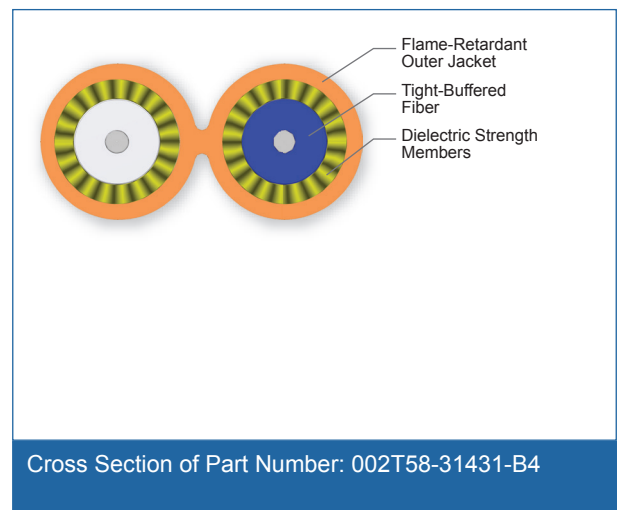 Flame-Retardant
Outer Jacket
Tight-Buffered
Fiber
Dielectric Strength
Members
Cross Section of Part Number: 002T58-31431-B4